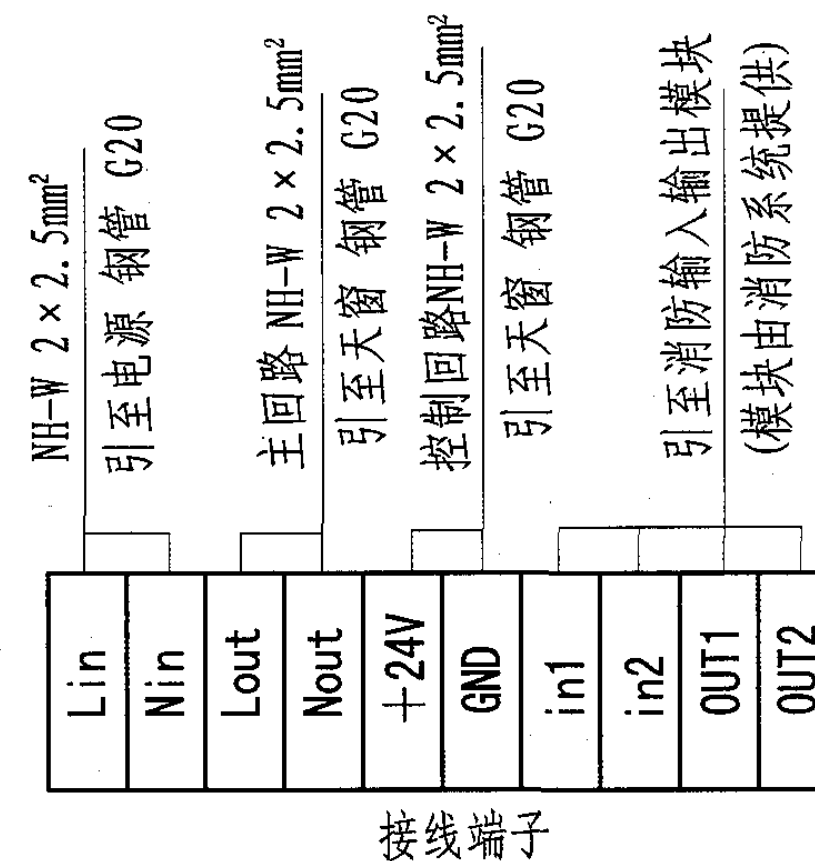 NH-W 2×2.5mm²
引至电源 钢管 G20
主回路 NH-W 2×2.5mm²
引至天窗 钢管 G20
控制回路NH-W 2×2.5mm²
引至天窗 钢管 G20
引至消防输入输出模块
(模块由消防系统提供)
Lin
Nin
Lout
Nout
+24V
GND
in1
in2
OUT1
OUT2
接线端子